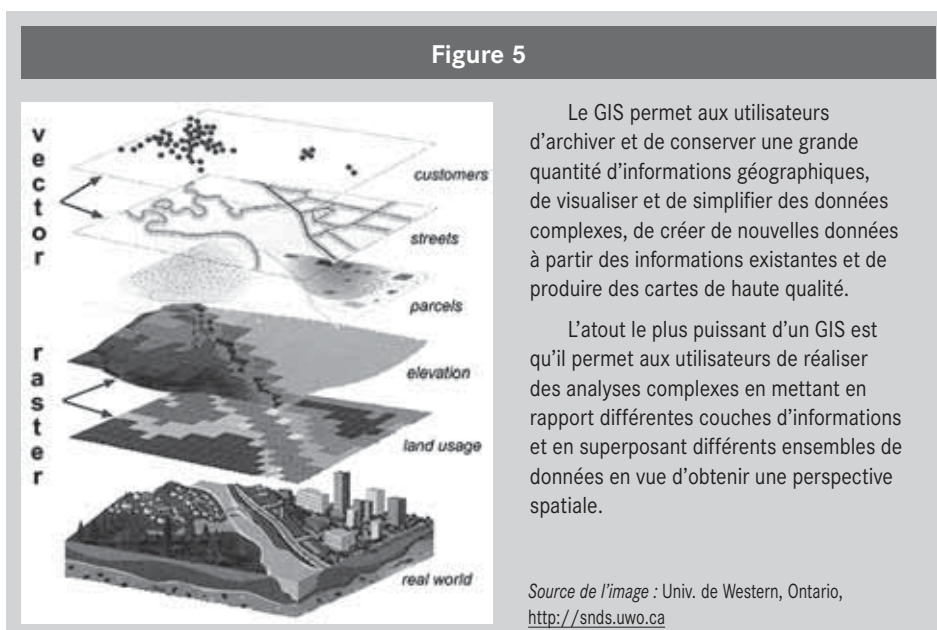 Figure 5
vector
customers
streets
parcels
raster
elevation
land usage
real world
Le GIS permet aux utilisateurs
d’archiver et de conserver une grande
quantité d’informations géographiques,
de visualiser et de simplifier des données
complexes, de créer de nouvelles données
à partir des informations existantes et de
produire des cartes de haute qualité.
L’atout le plus puissant d’un GIS est
qu’il permet aux utilisateurs de réaliser
des analyses complexes en mettant en
rapport différentes couches d’informations
et en superposant différents ensembles de
données en vue d’obtenir une perspective
spatiale.
Source de l’image : Univ. de Western, Ontario,
http://snds.uwo.ca